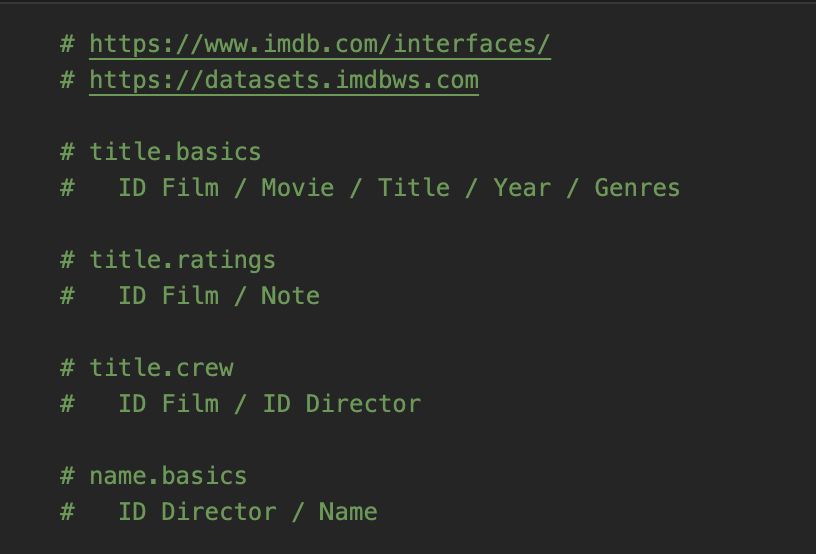 # https://www.imdb.com/interfaces/
# https://datasets.imdbws.com
# title.basics
#   ID Film / Movie / Title / Year / Genres
# title.ratings
#   ID Film / Note
# title.crew
#   ID Film / ID Director
# name.basics
#   ID Director / Name